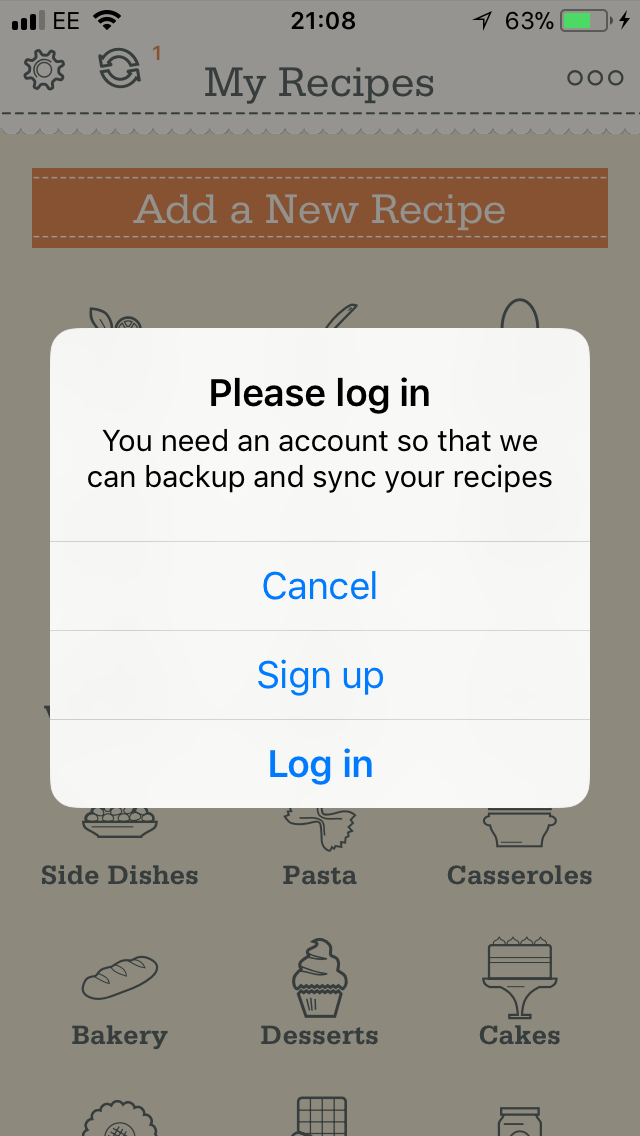 EE 21:08 63%
1
My Recipes
Add a New Recipe
Please log in
You need an account so that we
can backup and sync your recipes
Cancel
Sign up
Log in
Side Dishes Pasta Casseroles
Bakery Desserts Cakes